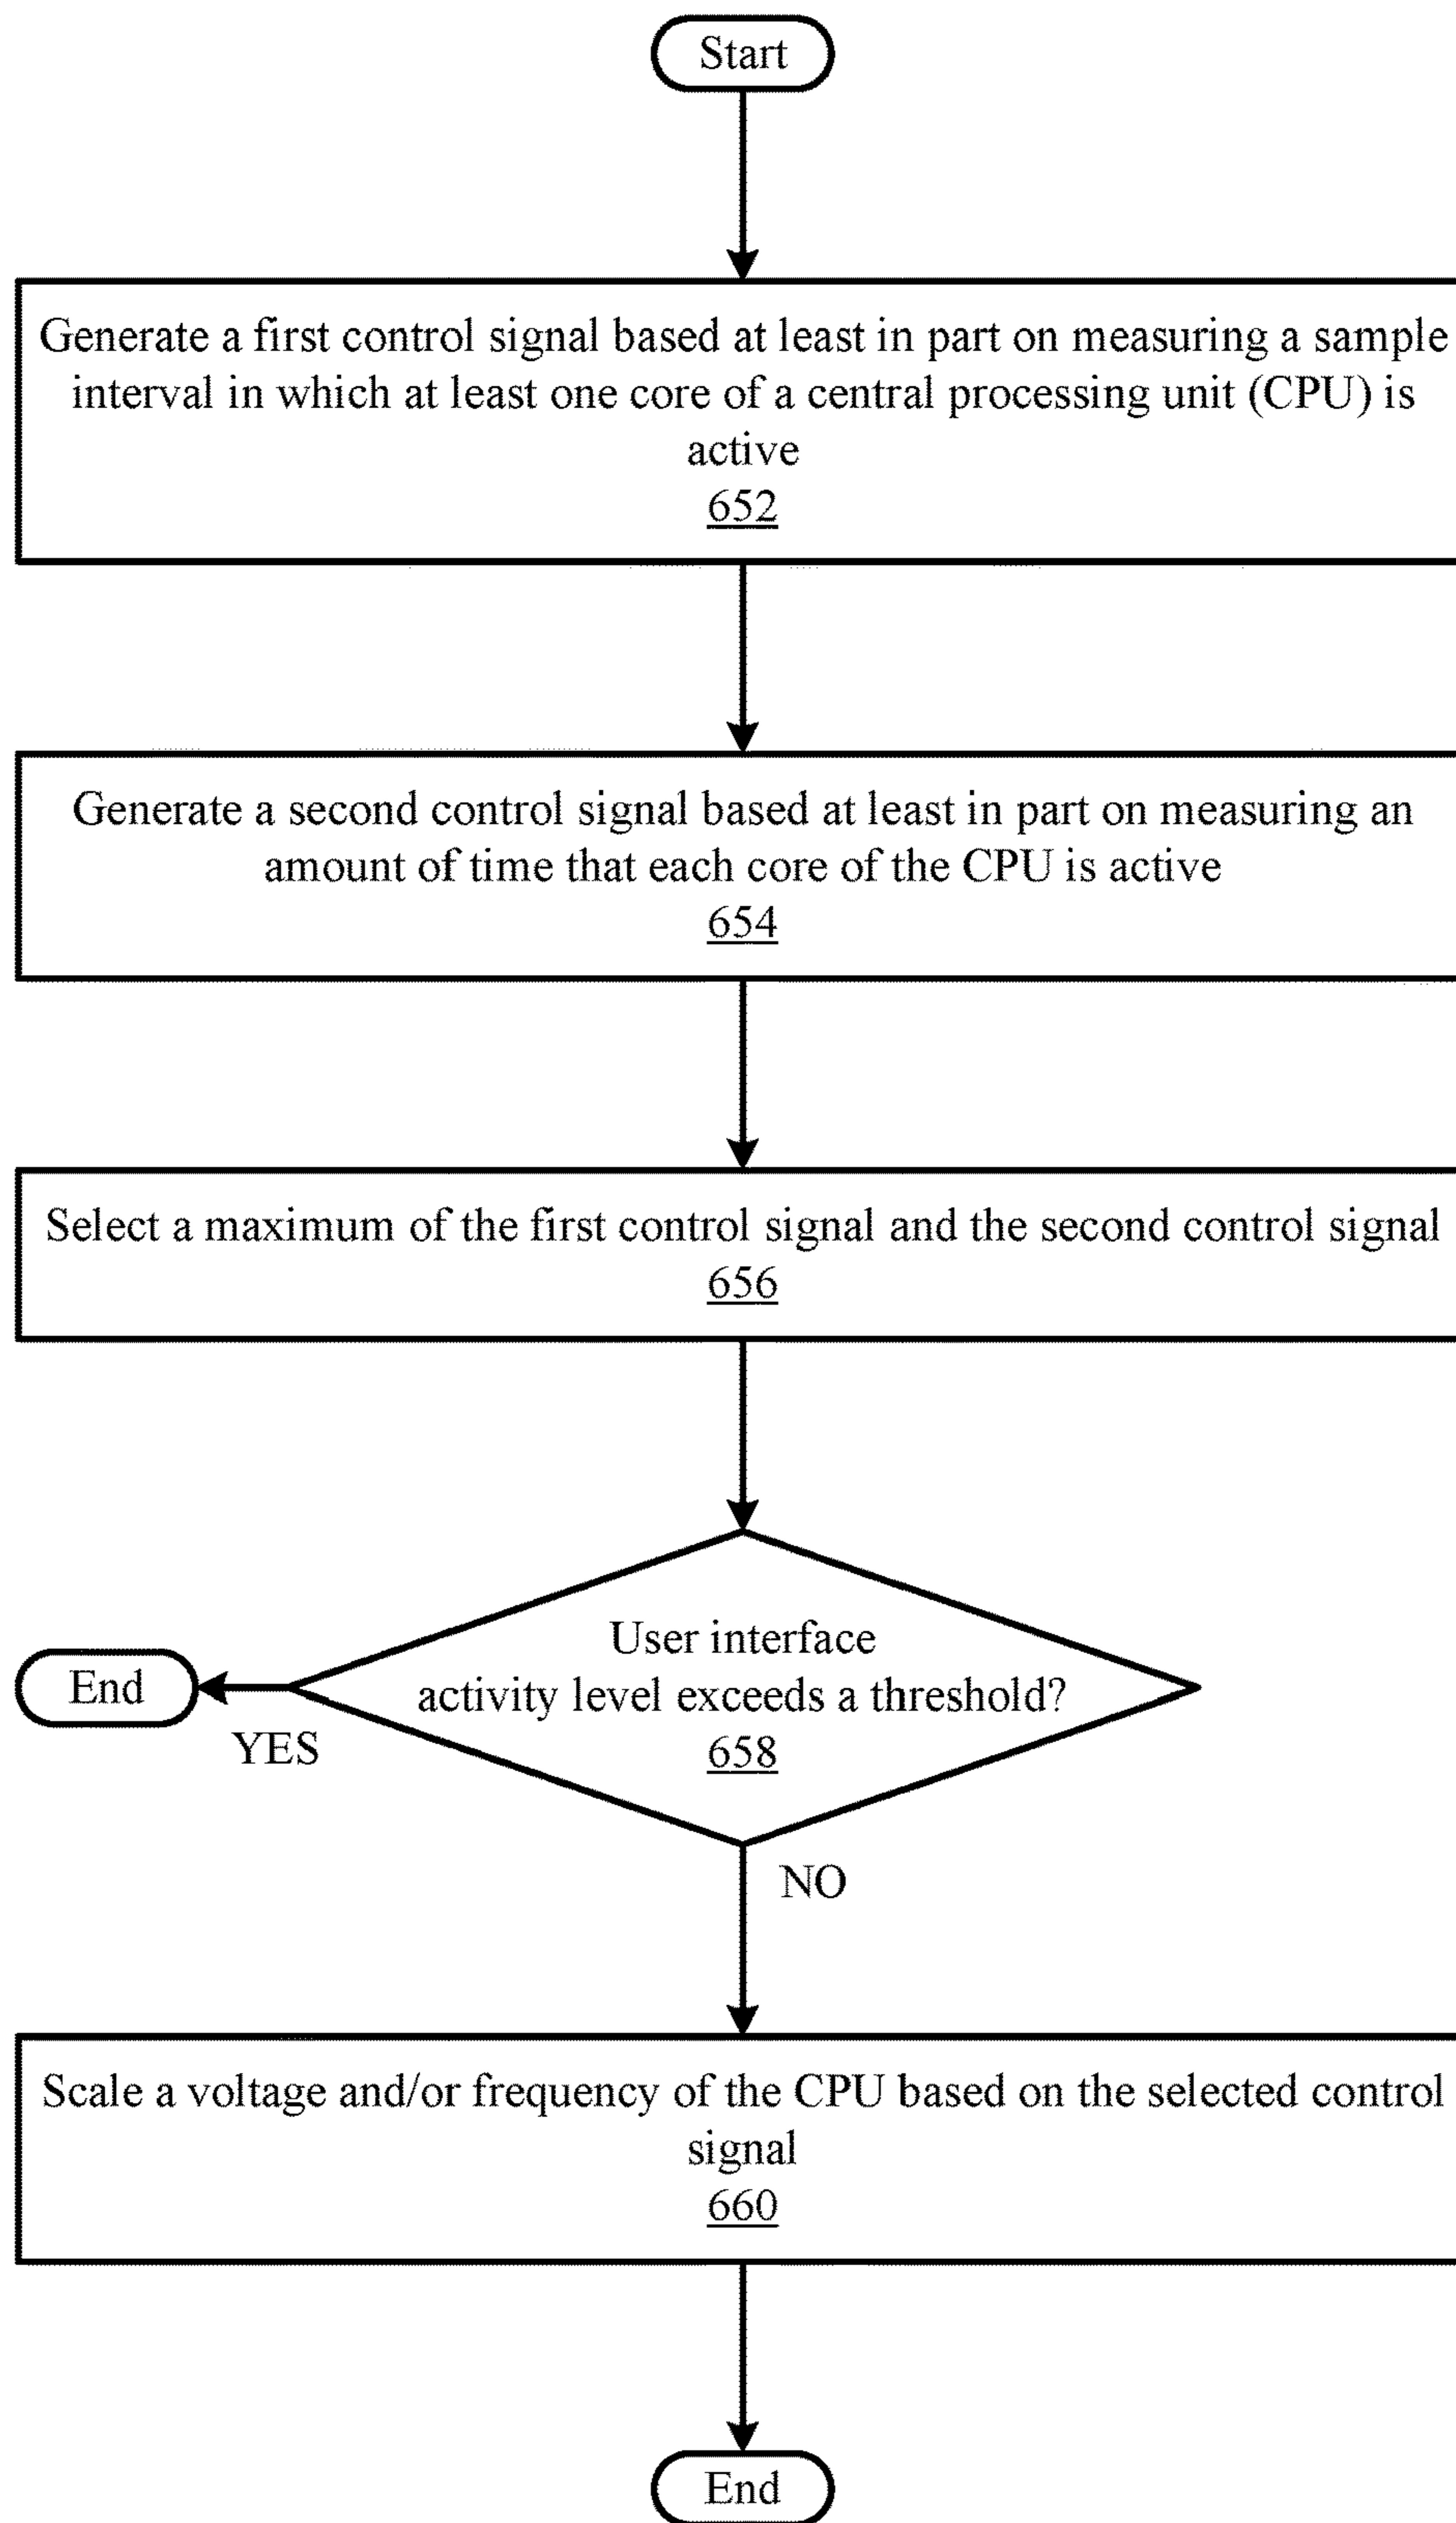 Start
Generate a first control signal based at least in part on measuring a sample
interval in which at least one core of a central processing unit (CPU) is
active
652
Generate a second control signal based at least in part on measuring an
amount of time that each core of the CPU is active
654
Select a maximum of the first control signal and the second control signal
656
User interface
activity level exceeds a threshold?
658
End
YES
NO
Scale a voltage and/or frequency of the CPU based on the selected control
signal
660
End